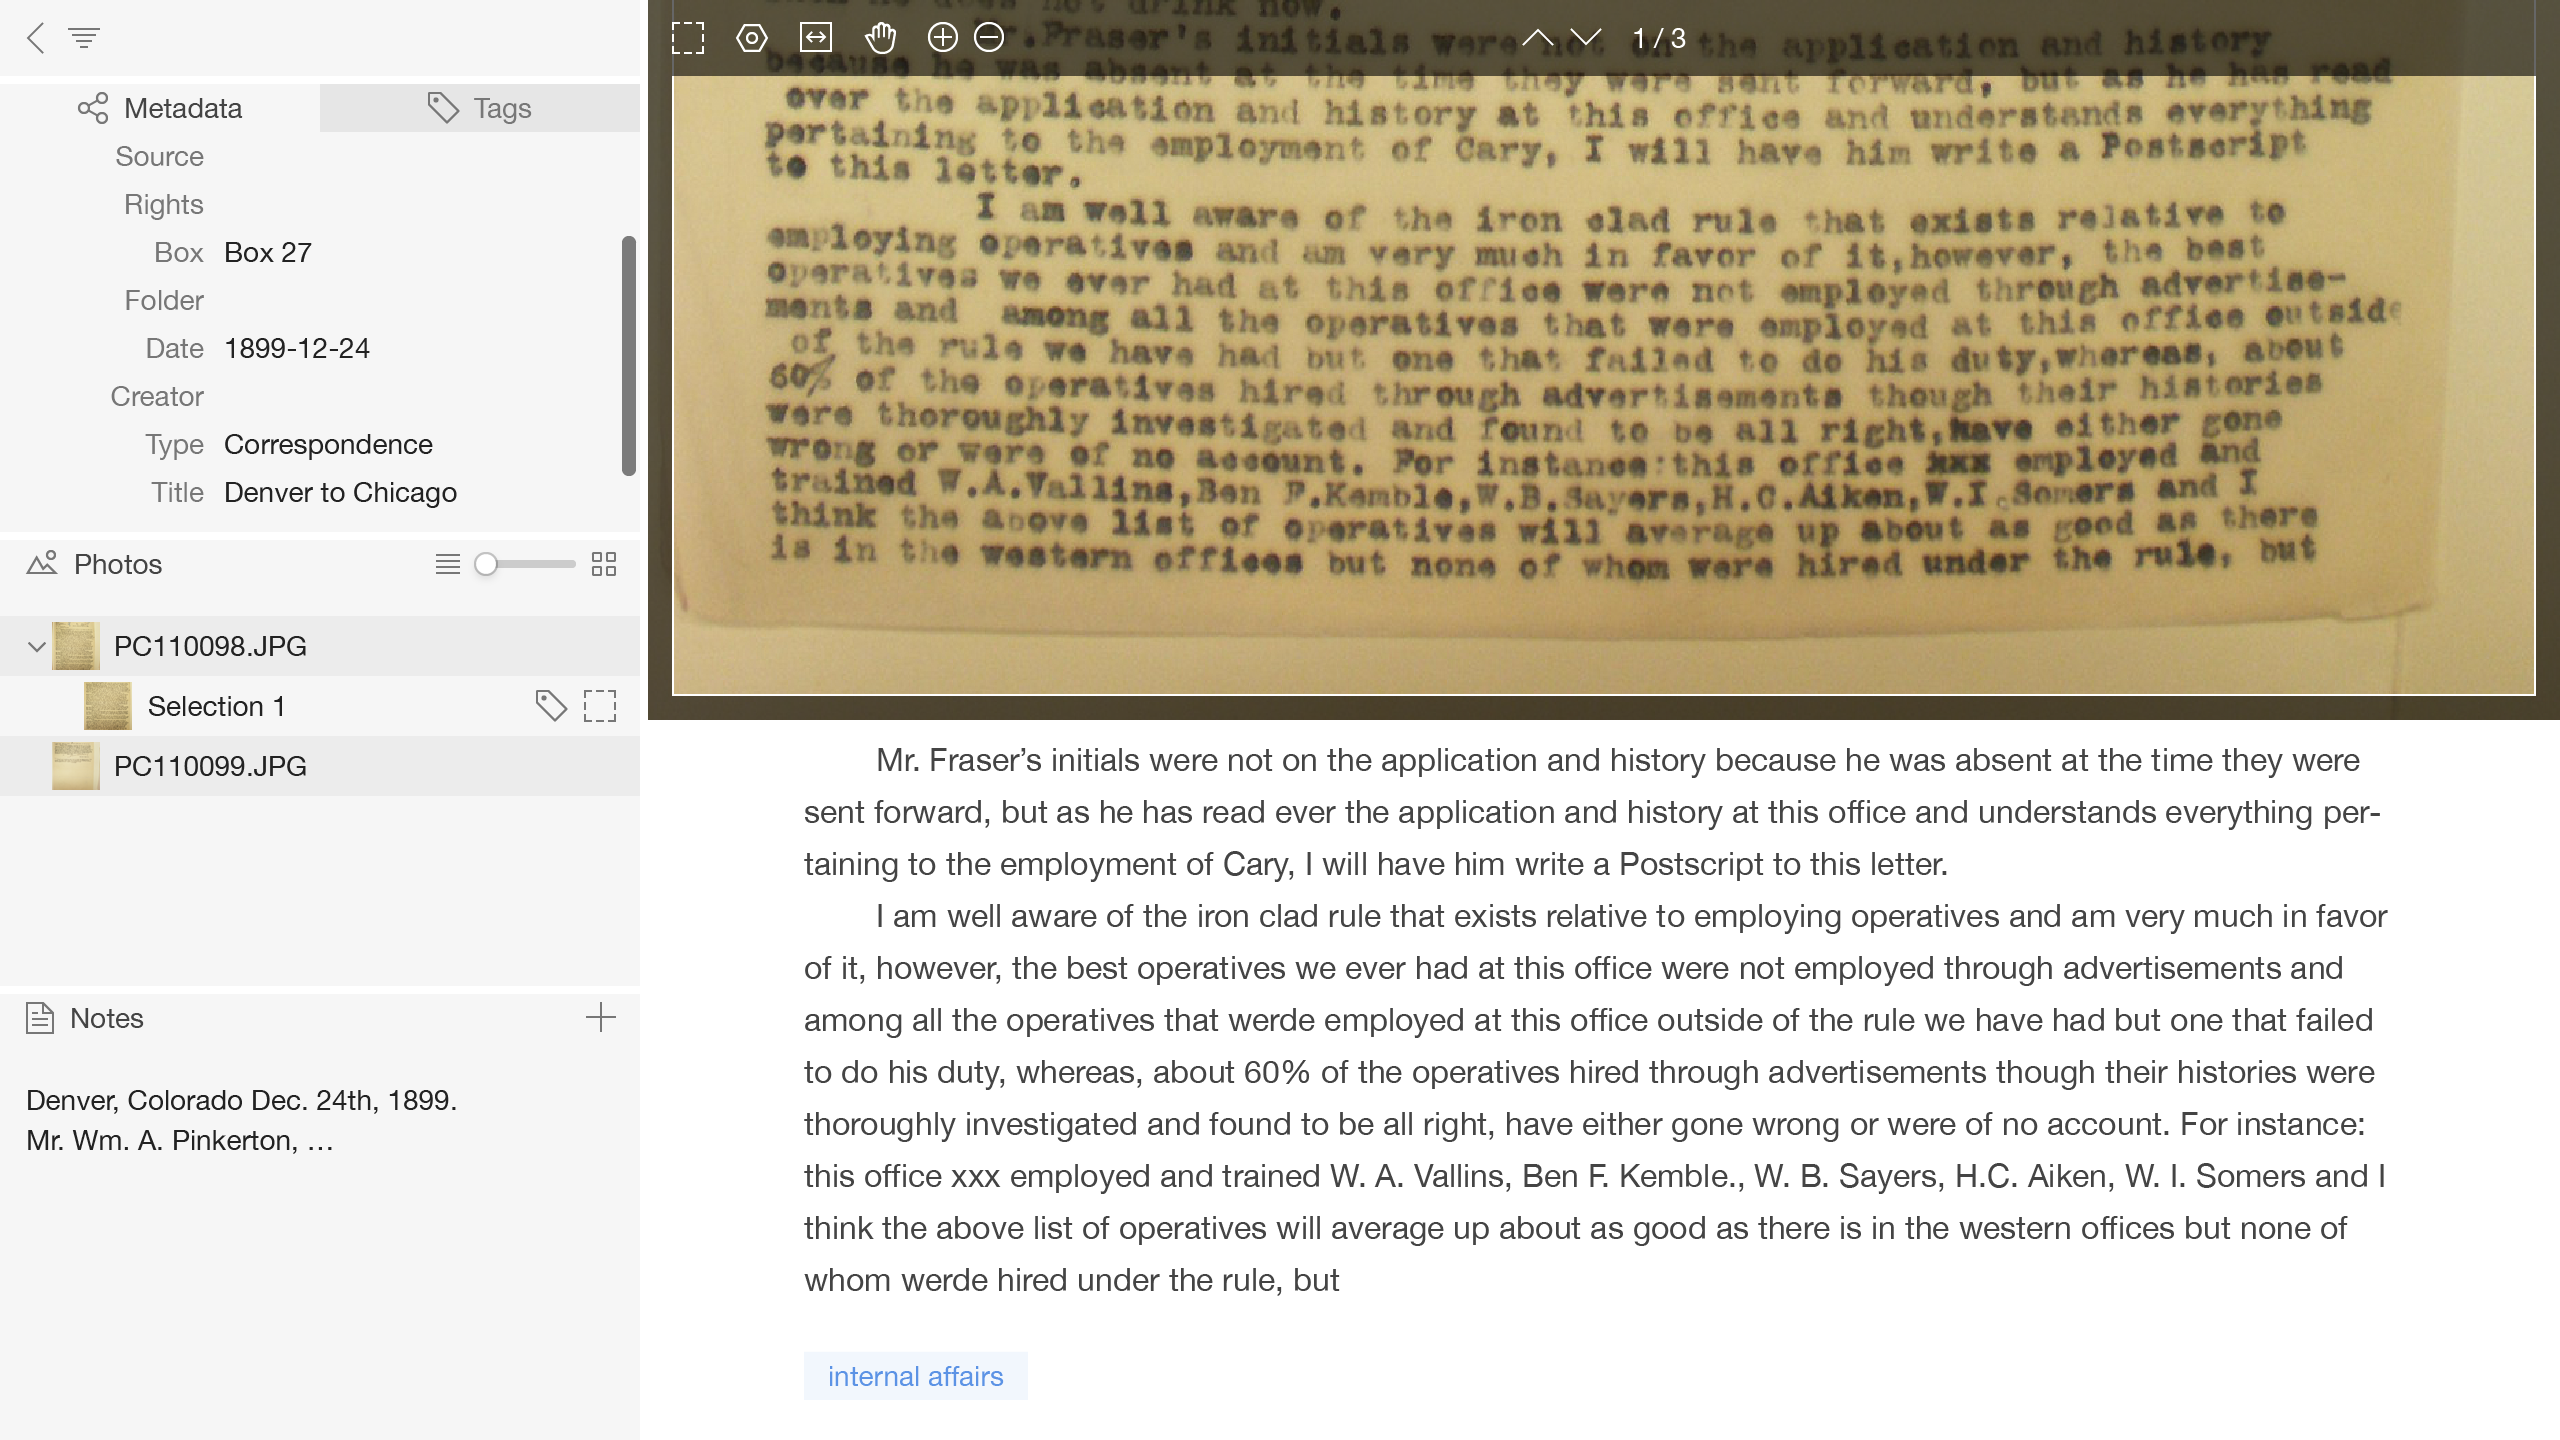 Metadata
Tags
Source
Rights
Box Box 27
Folder
Date 1899-12-24
Creator
Type Correspondence
Title Denver to Chicago
Photos
PC110098.JPG
Selection 1
PC110099.JPG
Notes
Denver, Colorado Dec. 24th, 1899.
Mr. Wm. A. Pinkerton, …
1 / 3
he does not drink now.
Mr.Fraser's initials were not on the application and history
because he was absent at the time they were sent forward, but as he has read
over the application and history at this office and understands everything
pertaining to the employment of Cary, I will have him write a Postscript
to this letter.
I am well aware of the iron clad rule that exists relative to
employing operatives and am very much in favor of it,however, the best
operatives we ever had at this office were not employed through advertise-
ments and among all the operatives that were employed at this office outside
of the rule we have had but one that failed to do his duty,whereas, about
60% of the operatives hired through advertisements though their histories
were thoroughly investigated and found to be all right,have either gone
wrong or were of no account. For instance:this office xxx employed and
trained W.A.Vallins,Ben F.Kemble,W.B.Sayers,H.C.Aiken,W.I.Somers and I
think the above list of operatives will average up about as good as there
is in the western offices but none of whom were hired under the rule, but
Mr. Fraser’s initials were not on the application and history because he was absent at the time they were
sent forward, but as he has read ever the application and history at this office and understands everything per-
taining to the employment of Cary, I will have him write a Postscript to this letter.
I am well aware of the iron clad rule that exists relative to employing operatives and am very much in favor
of it, however, the best operatives we ever had at this office were not employed through advertisements and
among all the operatives that werde employed at this office outside of the rule we have had but one that failed
to do his duty, whereas, about 60% of the operatives hired through advertisements though their histories were
thoroughly investigated and found to be all right, have either gone wrong or were of no account. For instance:
this office xxx employed and trained W. A. Vallins, Ben F. Kemble., W. B. Sayers, H.C. Aiken, W. I. Somers and I
think the above list of operatives will average up about as good as there is in the western offices but none of
whom werde hired under the rule, but
internal affairs